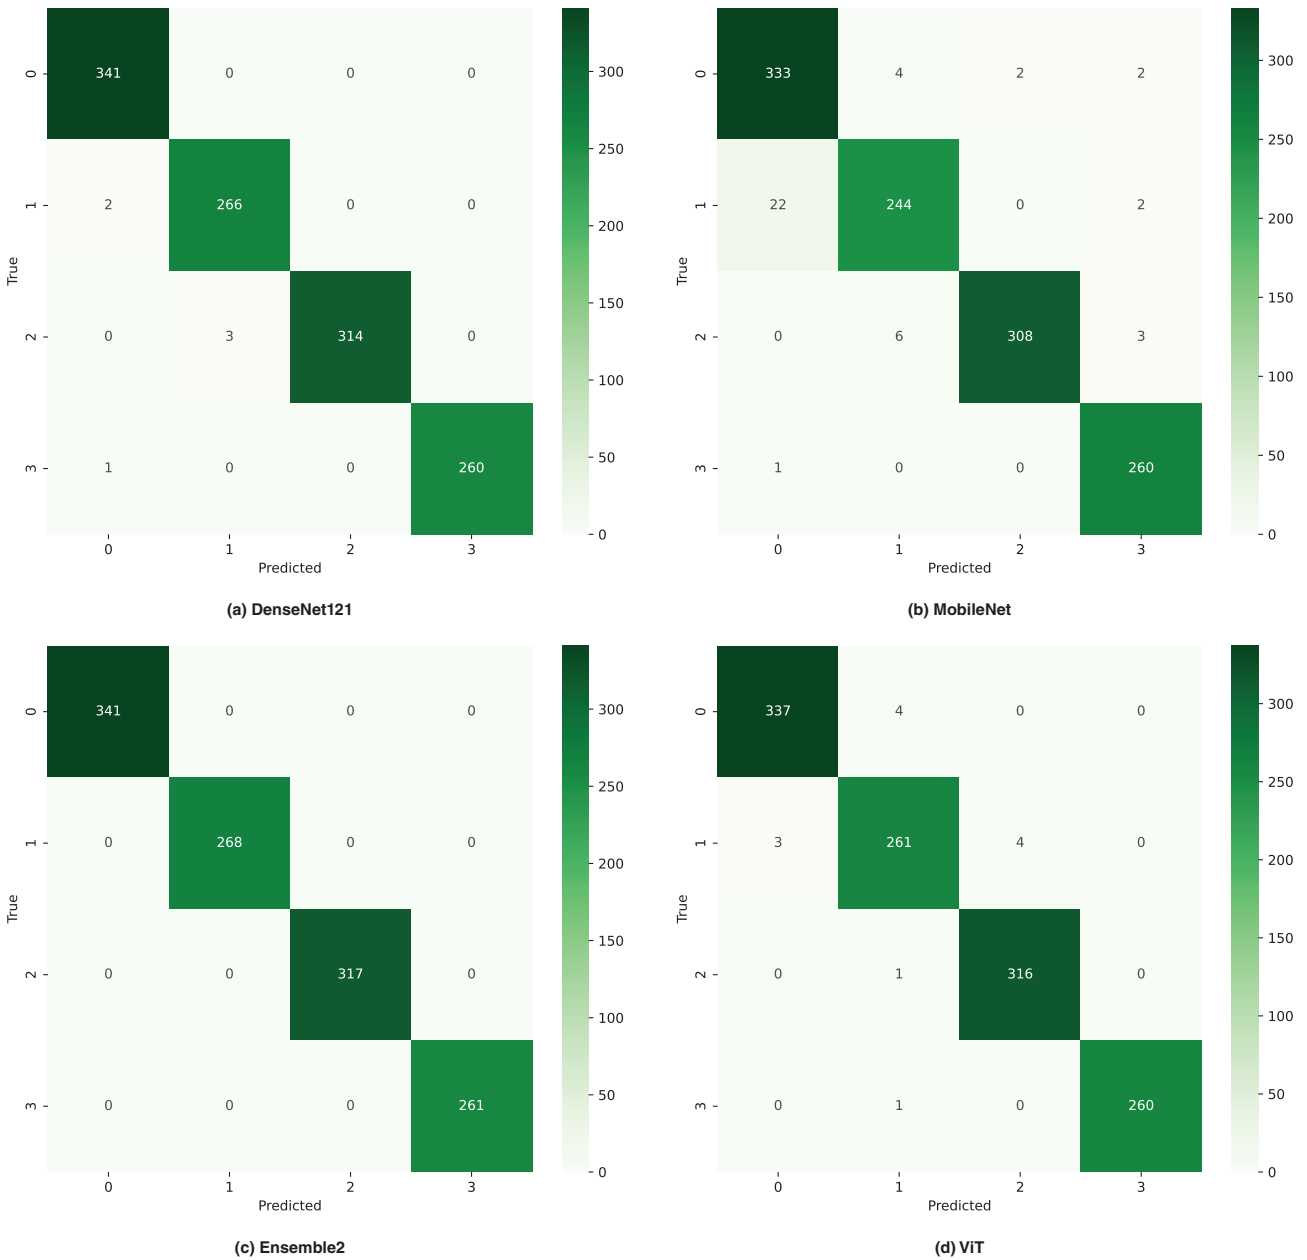 0 341 0 0 0
1 2 266 0 0
2 0 3 314 0
3 1 0 0 260
0 1 2 3
Predicted
True
300
250
200
150
100
50
0
(a) DenseNet121
0 333 4 2 2
1 22 244 0 2
2 0 6 308 3
3 1 0 0 260
0 1 2 3
Predicted
True
300
250
200
150
100
50
0
(b) MobileNet
0 341 0 0 0
1 0 268 0 0
2 0 0 317 0
3 0 0 0 261
0 1 2 3
Predicted
True
300
250
200
150
100
50
0
(c) Ensemble2
0 337 4 0 0
1 3 261 4 0
2 0 1 316 0
3 0 1 0 260
0 1 2 3
Predicted
True
300
250
200
150
100
50
0
(d) ViT